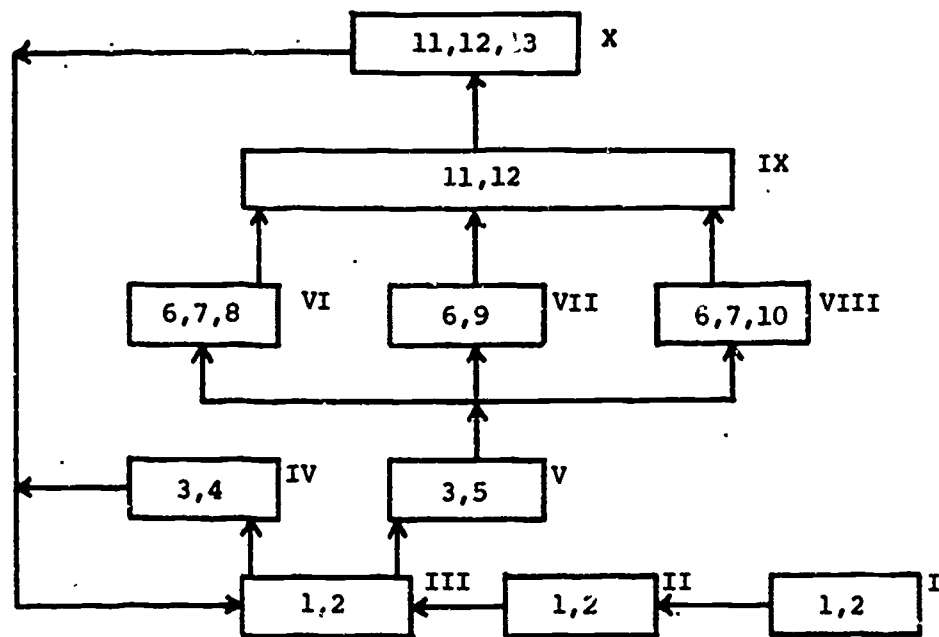 11,12,13 X
11,12 IX
6,7,8 VI
6,9 VII
6,7,10 VIII
3,4 IV
3,5 V
1,2 III
1,2 II
1,2 I